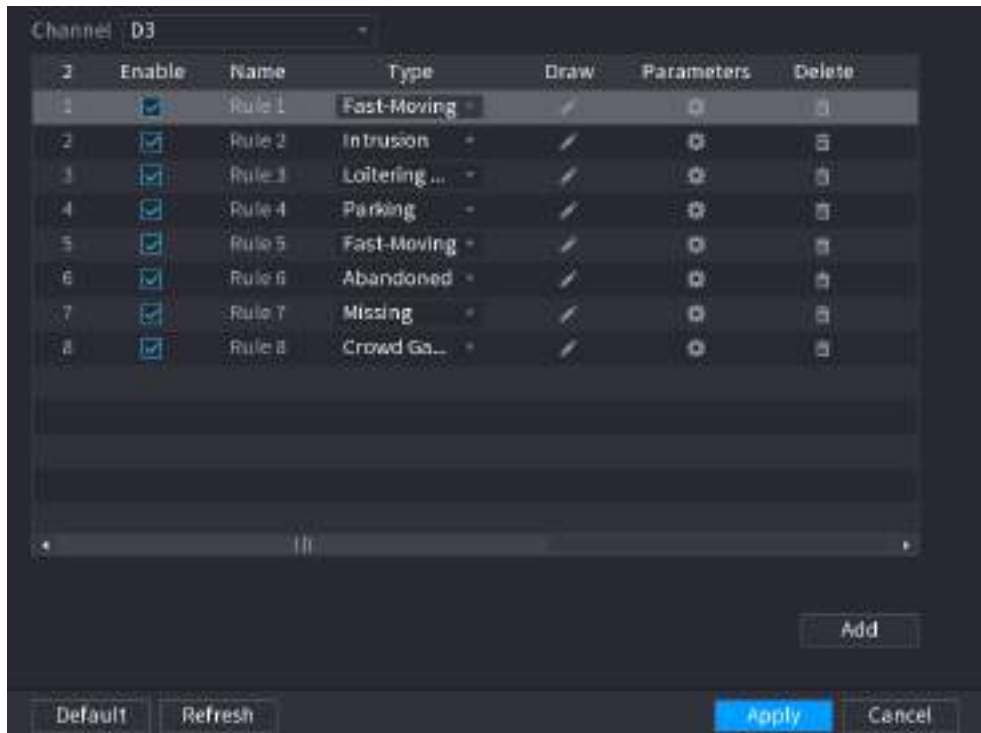 Channel D3
2 Enable Name Type Draw Parameters Delete
1 Rule 1 Fast-Moving
2 Rule 2 Intrusion
3 Rule 3 Loitering ...
4 Rule 4 Parking
5 Rule 5 Fast-Moving
6 Rule 6 Abandoned
7 Rule 7 Missing
8 Rule 8 Crowd Ga...
Add
Default Refresh Apply Cancel